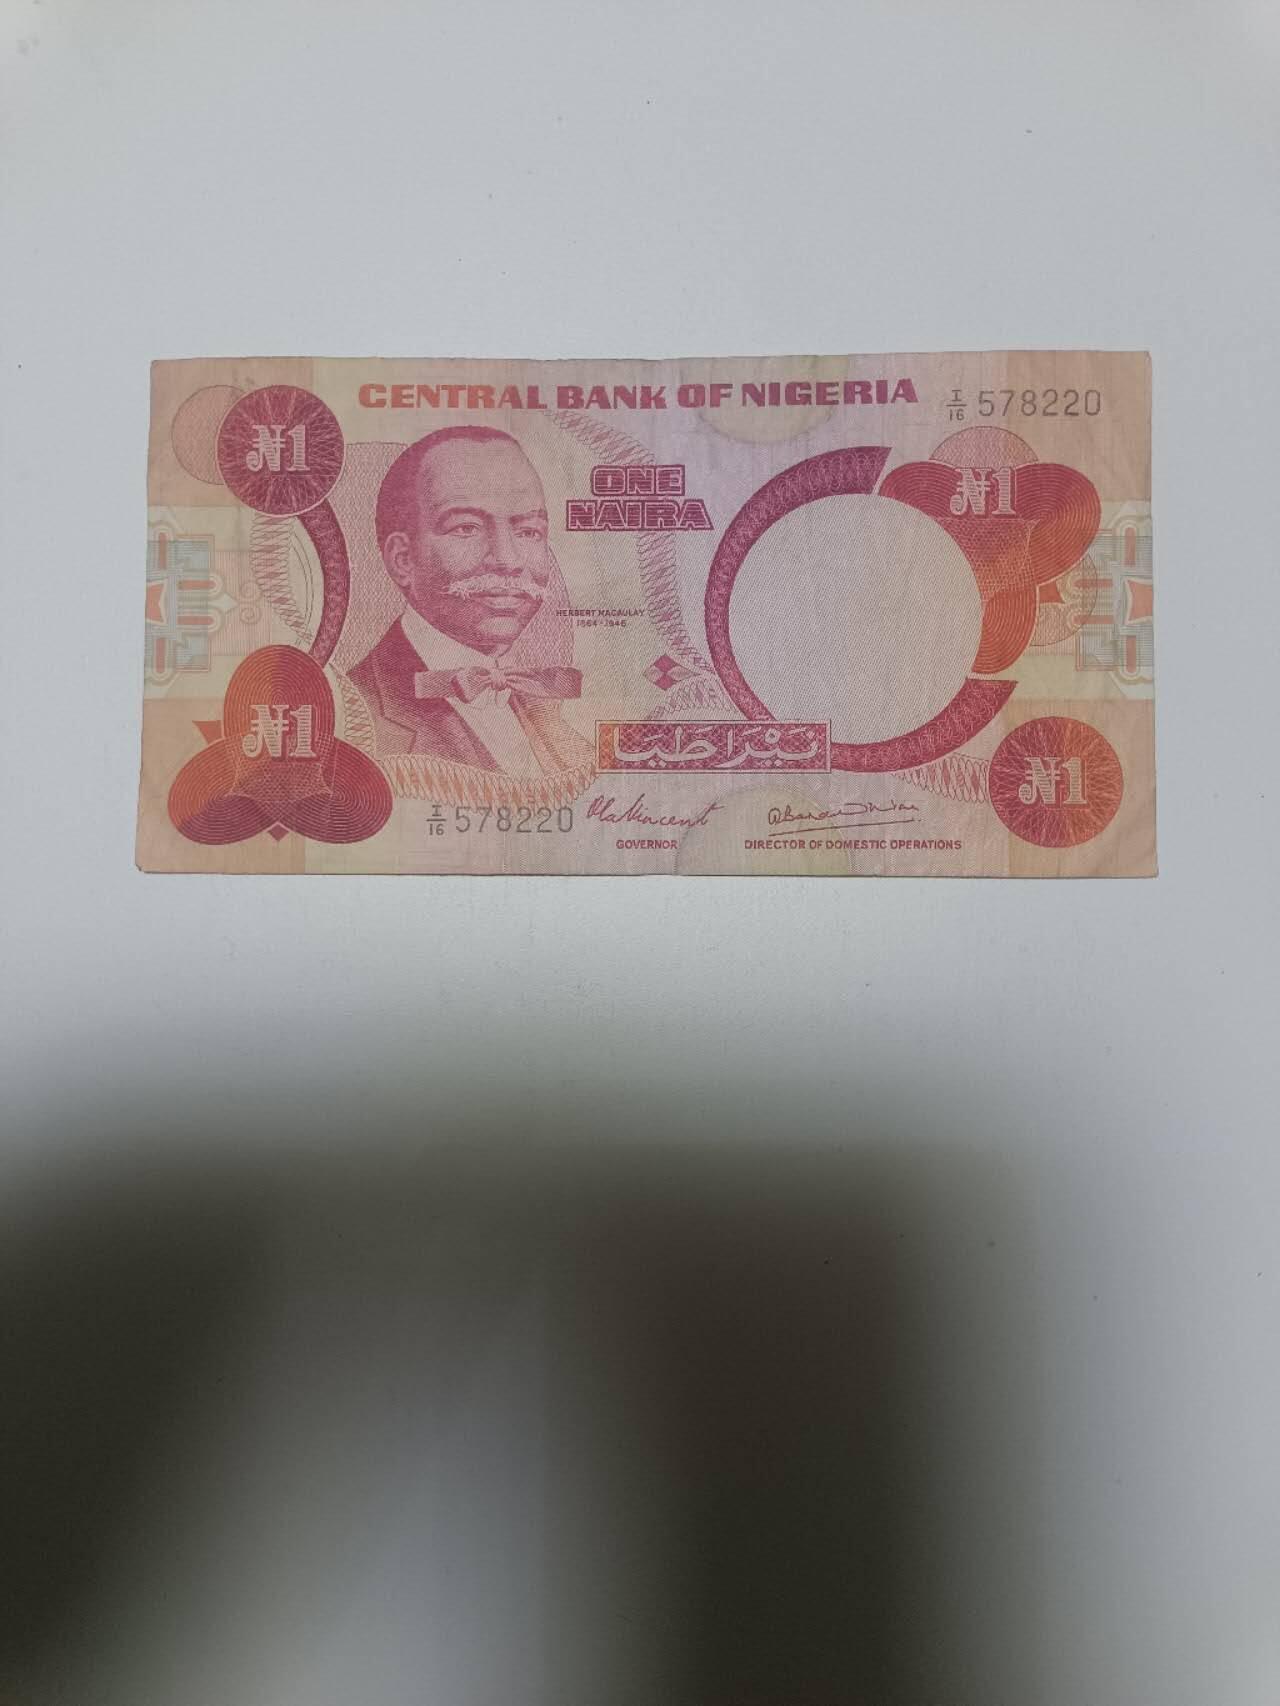 CENTRAL BANK OF NIGERIA
I/16 578220
₦1
₦1
ONE
NAIRA
HERBERT MACAULAY
1864-1946
₦1
نَيْرَا طَيَا
₦1
I/16 578220
GOVERNOR
DIRECTOR OF DOMESTIC OPERATIONS